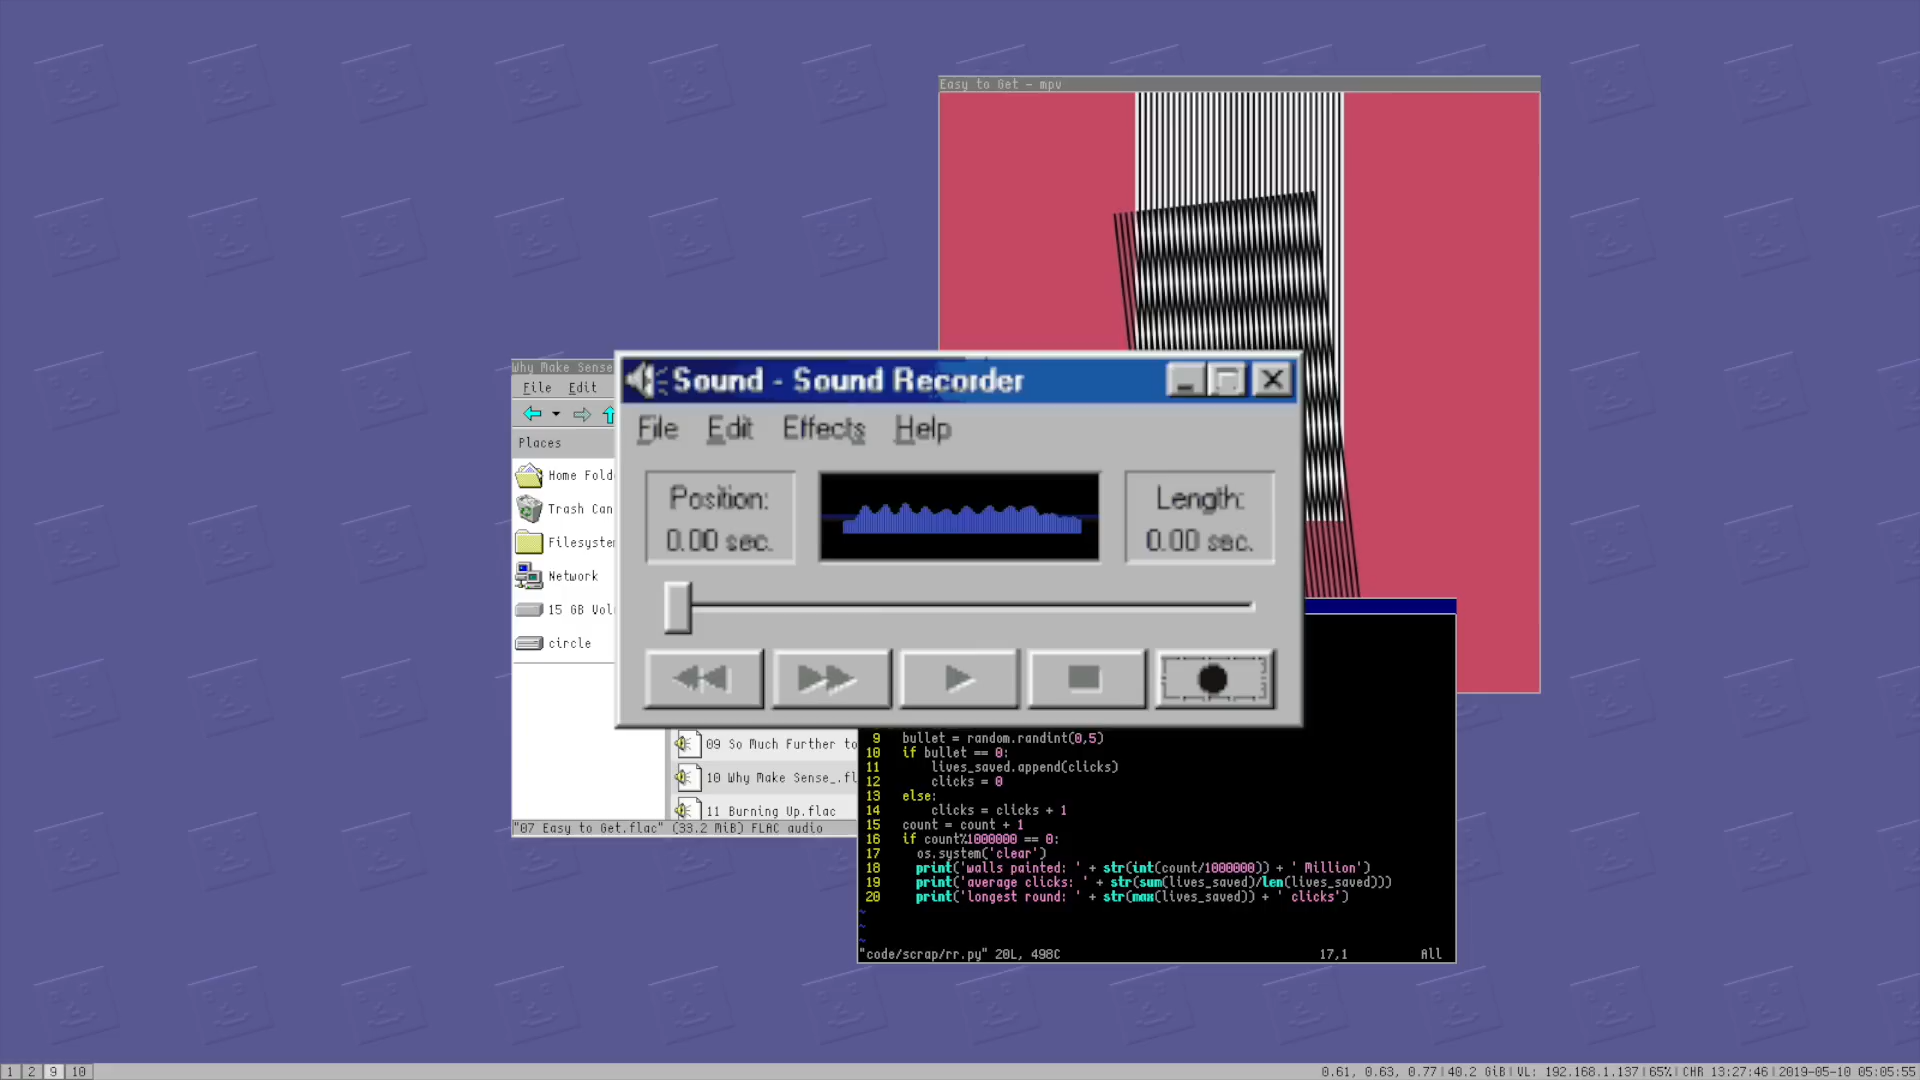 Easy to Get - mpv
Why Make Sense
File Edit
Places
Home Fold
Trash Can
Filesystem
Network
15 GB Vol
circle
Sound - Sound Recorder
File Edit Effects Help
Position:
0.00 sec.
Length:
0.00 sec.
09 So Much Further to
10 Why Make Sense_.fl
11 Burning Up.flac
"07 Easy to Get.flac" (33.2 MiB) FLAC audio
9 bullet = random.randint(0,5)
10 if bullet == 0:
11 lives_saved.append(clicks)
12 clicks = 0
13 else:
14 clicks = clicks + 1
15 count = count + 1
16 if count%1000000 == 0:
17 os.system('clear')
18 print('walls painted: ' + str(int(count/1000000)) + ' Million')
19 print('average clicks: ' + str(sum(lives_saved)/len(lives_saved)))
20 print('longest round: ' + str(max(lives_saved)) + ' clicks')
~
~
~
"code/scrap/rr.py" 20L, 498C 17,1 All
1 2 9 10
0.61, 0.63, 0.77|40.2 GiB|VL: 192.168.1.137|65%|CHR 13:27:46|2019-05-10 05:05:55